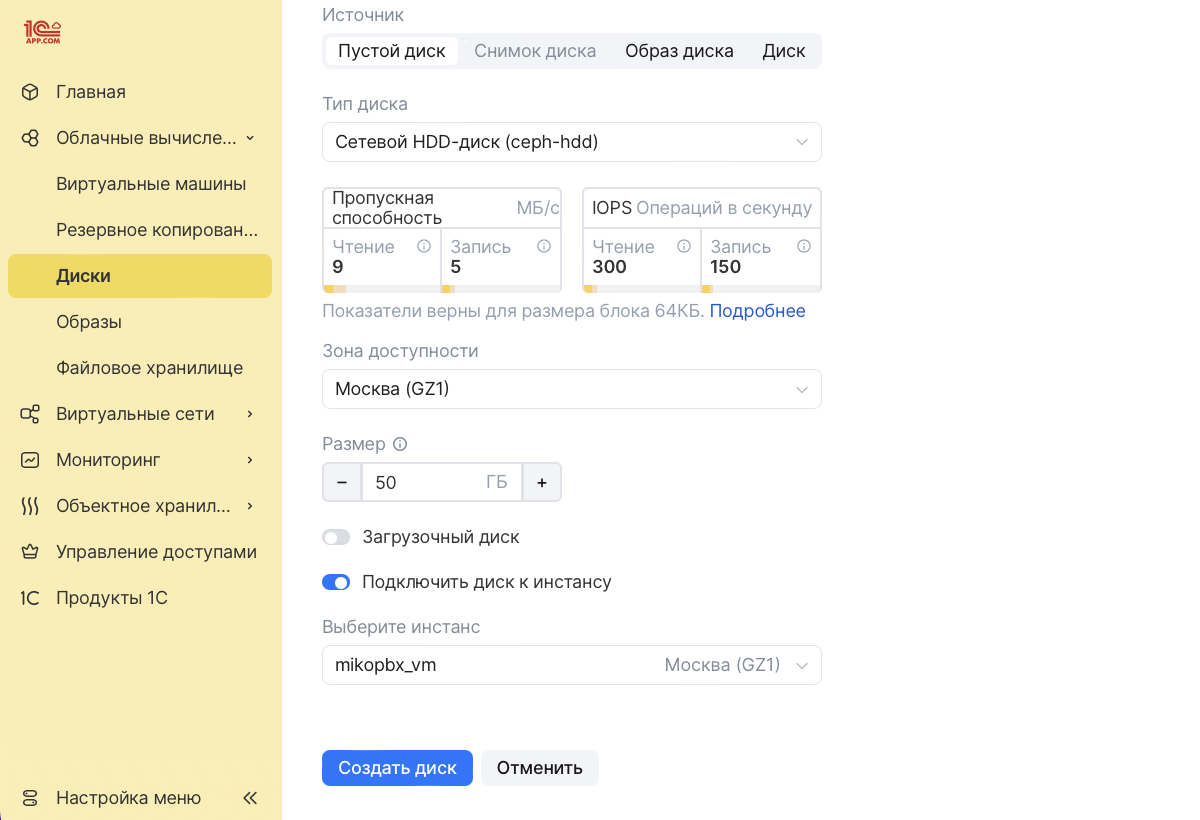 1C
APP.COM
Главная
Облачные вычисле...
Виртуальные машины
Резервное копирован...
Диски
Образы
Файловое хранилище
Виртуальные сети
Мониторинг
Объектное хранил...
Управление доступами
1С Продукты 1С
Настройка меню
Источник
Пустой диск Снимок диска Образ диска Диск
Тип диска
Сетевой HDD-диск (ceph-hdd)
Пропускная
способность
МБ/с
Чтение Запись
9 5
IOPS Операций в секунду
Чтение Запись
300 150
Показатели верны для размера блока 64КБ. Подробнее
Зона доступности
Москва (GZ1)
Размер
− 50 ГБ +
Загрузочный диск
Подключить диск к инстансу
Выберите инстанс
mikopbx_vm Москва (GZ1)
Создать диск Отменить